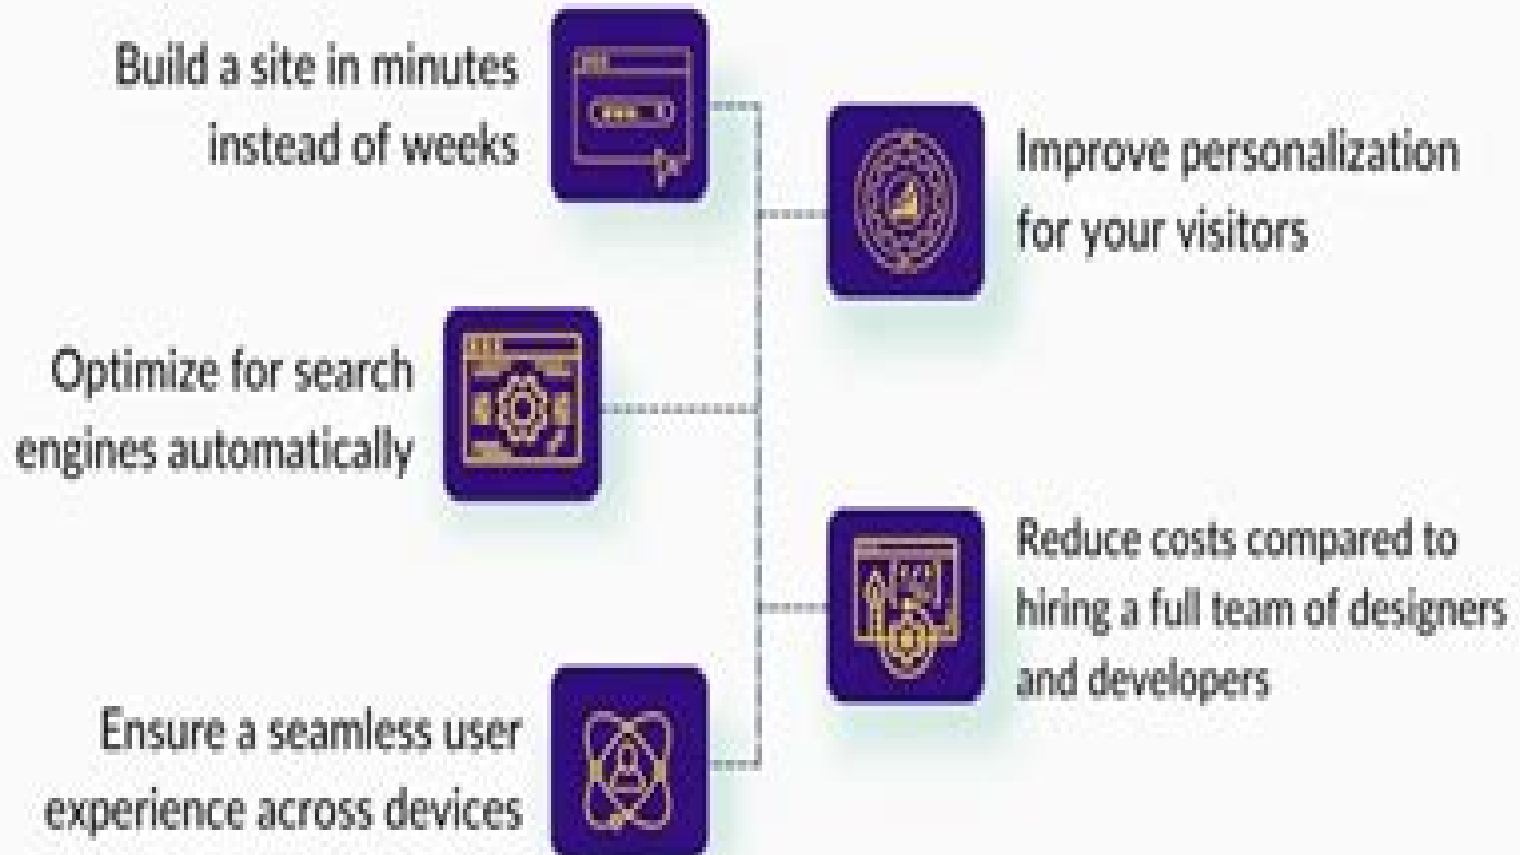 Build a site in minutes
instead of weeks
Improve personalization
for your visitors
Optimize for search
engines automatically
Reduce costs compared to
hiring a full team of designers
and developers
Ensure a seamless user
experience across devices